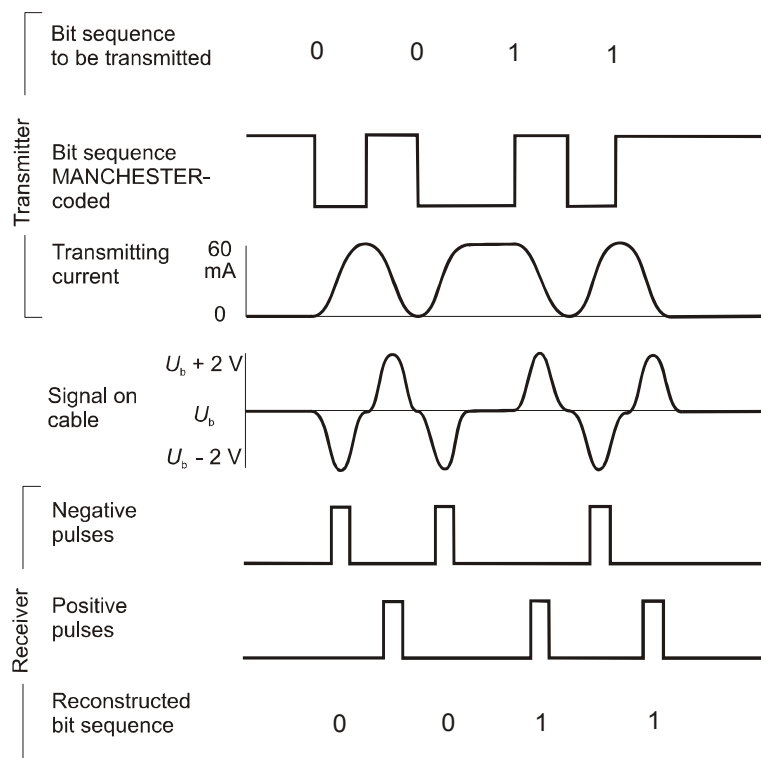 Transmitter
Bit sequence
to be transmitted
0 0 1 1
Bit sequence
MANCHESTER-
coded
Transmitting
current
60
mA
0
Signal on
cable
Ub + 2 V
Ub
Ub - 2 V
Receiver
Negative
pulses
Positive
pulses
Reconstructed
bit sequence
0 0 1 1